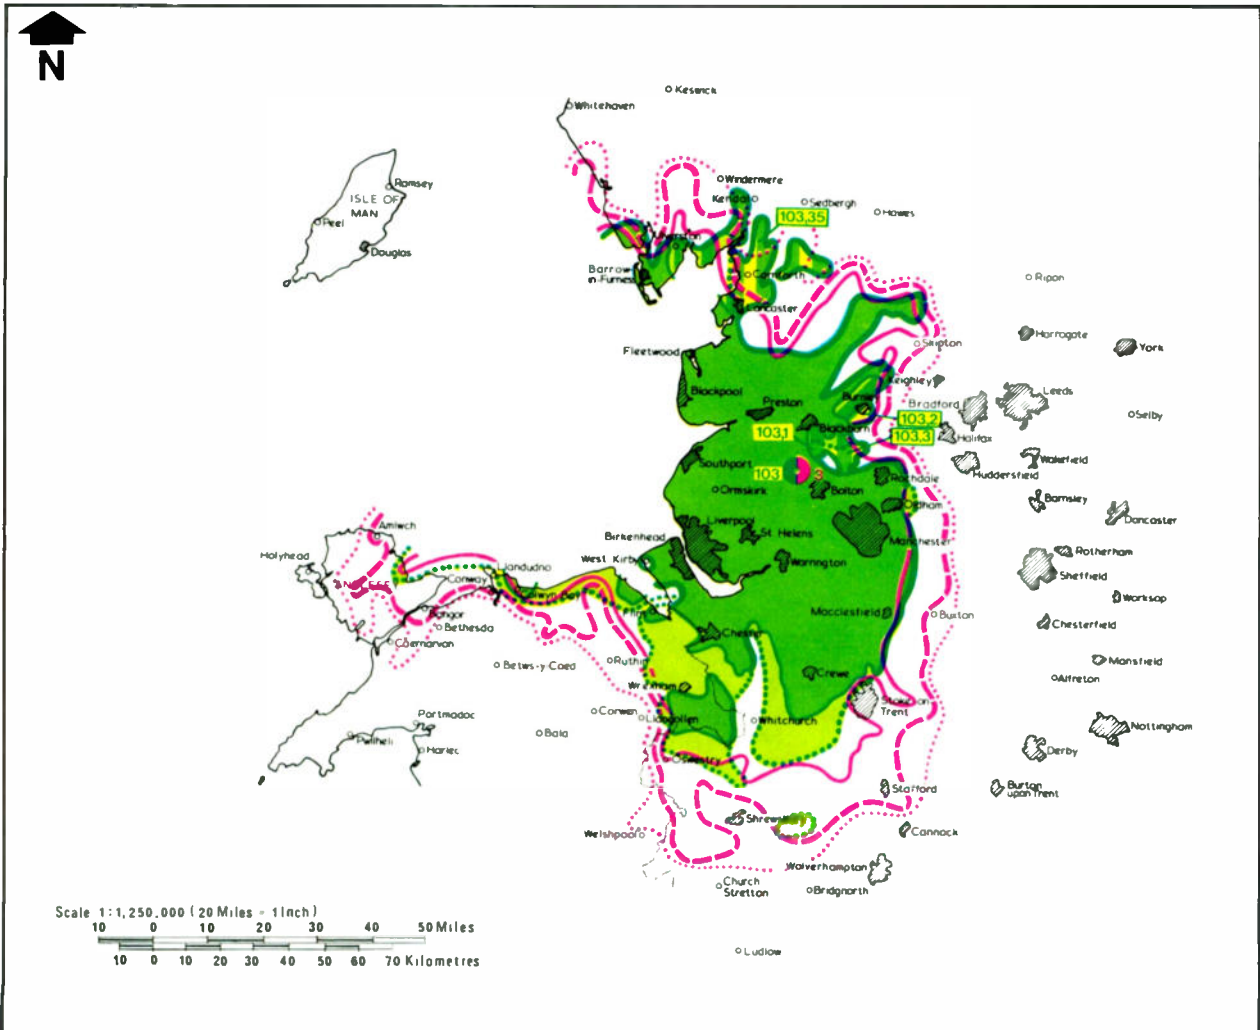 N
Keswick
Whitehaven
Windermere
Ramsey
Kendal
Sedbergh
ISLE OF
MAN
103,35
Hawes
Peel
Douglas
Barrow
in-Furness
Carnforth
Ripon
Lancaster
Harrogate
Skipton
York
Fleetwood
Keighley
Leeds
Blackpool
Bradford
Preston
Burnley
Selby
103,2
Blackburn
103,1
103,3
Halifax
Wakefield
Southport
103
3
Huddersfield
Rochdale
Ormskirk
Bolton
Barnsley
Oldham
Doncaster
Liverpool
Amlwch
Birkenhead
St Helens
Manchester
Rotherham
Holyhead
West Kirby
Llandudno
Warrington
Sheffield
Conway
Colwyn Bay
Worksop
Flint
Macclesfield
Buxton
Bangor
Chesterfield
Bethesda
Chester
Caernarvon
Betws-y-Coed
Ruthin
Mansfield
Crewe
Alfreton
Wrexham
Stoke on
Trent
Portmadoc
Corwen
Llangollen
Whitchurch
Nottingham
Pwllheli
Bala
Harlec
Derby
Oswestry
Stafford
Burton
upon Trent
Shrewsb
Welshpool
Cannock
Wolverhampton
Church
Stretton
Bridgnorth
Scale 1:1,250,000 (20 Miles = 1 Inch)
10 0 10 20 30 40 50 Miles
10 0 10 20 30 40 50 60 70 Kilometres
Ludlow